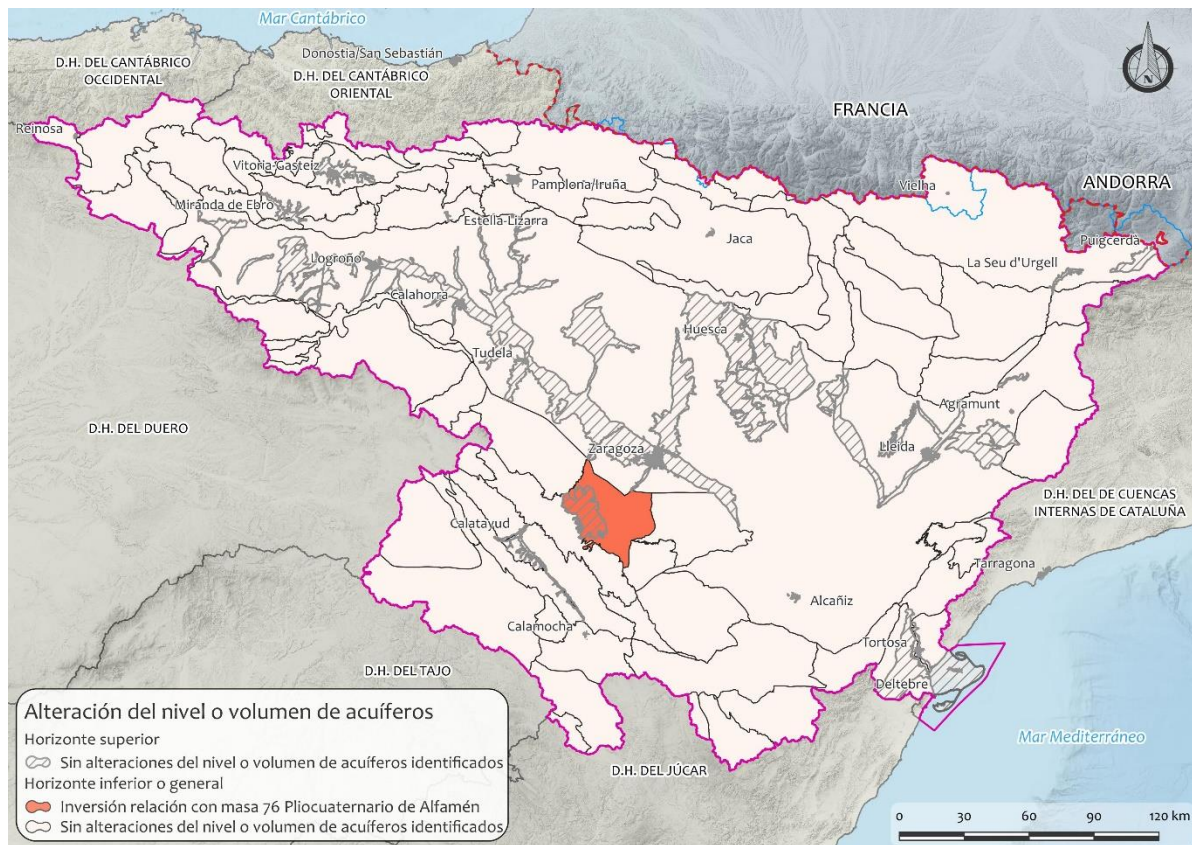 Mar Cantábrico
Donostia/San Sebastián
D.H. DEL CANTÁBRICO
OCCIDENTAL
D.H. DEL CANTÁBRICO
ORIENTAL
N
FRANCIA
Reinosa
Vitoria-Gasteiz
Pamplona/Iruña
Vielha
ANDORRA
Miranda de Ebro
Estella-Lizarra
Jaca
Puigcerdà
La Seu d'Urgell
Logroño
Calahorra
Huesca
Tudela
Agramunt
D.H. DEL DUERO
Zaragoza
Lleida
D.H. DEL DE CUENCAS
INTERNAS DE CATALUÑA
Calatayud
Tarragona
Alcañiz
Calamocha
Tortosa
D.H. DEL TAJO
Deltebre
Mar Mediterráneo
D.H. DEL JÚCAR
Alteración del nivel o volumen de acuíferos
Horizonte superior
Sin alteraciones del nivel o volumen de acuíferos identificados
Horizonte inferior o general
Inversión relación con masa 76 Pliocuaternario de Alfamén
Sin alteraciones del nivel o volumen de acuíferos identificados
0 30 60 90 120 km